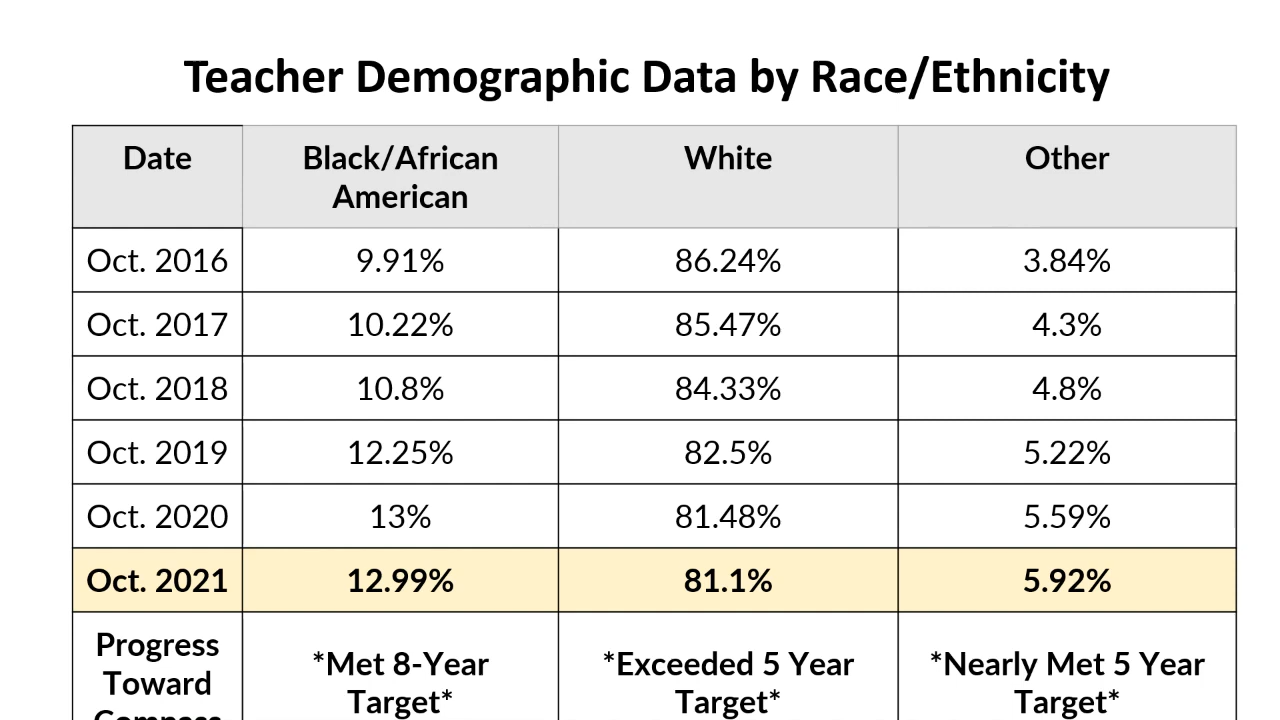 Teacher Demographic Data by Race/Ethnicity
Date Black/African American White Other
Oct. 2016 9.91% 86.24% 3.84%
Oct. 2017 10.22% 85.47% 4.3%
Oct. 2018 10.8% 84.33% 4.8%
Oct. 2019 12.25% 82.5% 5.22%
Oct. 2020 13% 81.48% 5.59%
Oct. 2021 12.99% 81.1% 5.92%
Progress
Toward *Met 8-Year *Exceeded 5 Year *Nearly Met 5 Year
Target* Target* Target*